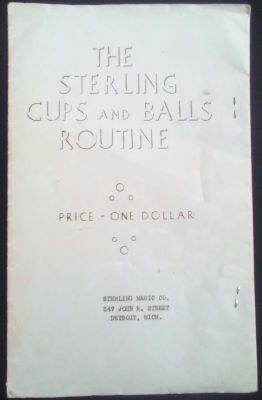 THE
STERLING
CUPS AND BALLS
ROUTINE
PRICE - ONE DOLLAR
STERLING MAGIC CO.
347 JOHN R. STREET
DETROIT, MICH.